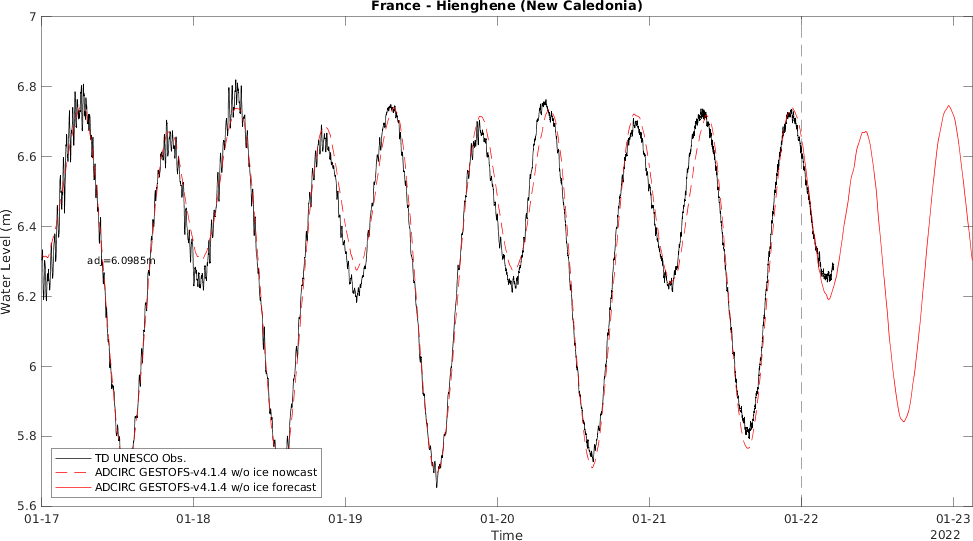 France - Hienghene (New Caledonia)
7
6.8
6.6
6.4
6.2
6
5.8
5.6
Water Level (m)
adj=6.0985m
TD UNESCO Obs.
ADCIRC GESTOFS-v4.1.4 w/o ice nowcast
ADCIRC GESTOFS-v4.1.4 w/o ice forecast
01-17 01-18 01-19 01-20 01-21 01-22 01-23
Time
2022